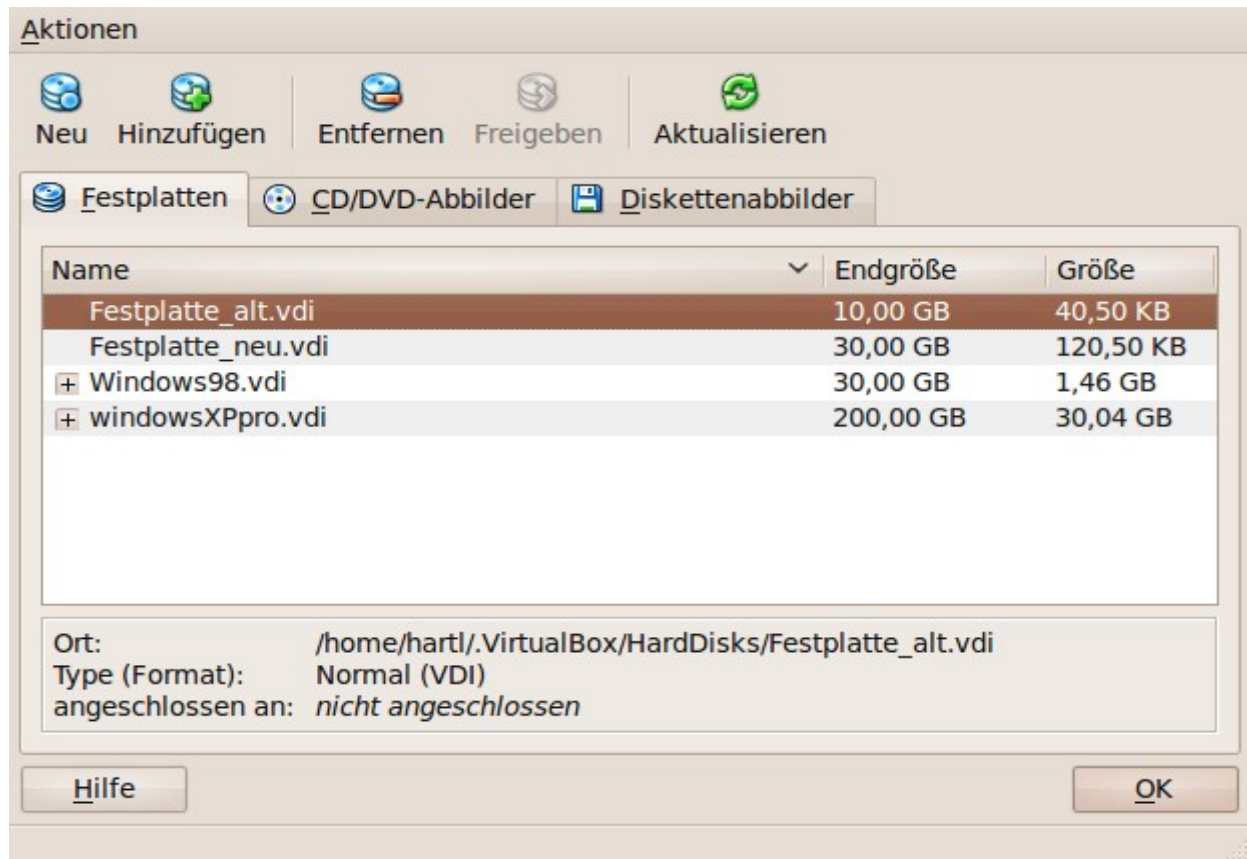 Aktionen
Neu Hinzufügen Entfernen Freigeben Aktualisieren
Festplatten CD/DVD-Abbilder Diskettenabbilder
Name Endgröße Größe
Festplatte_alt.vdi 10,00 GB 40,50 KB
Festplatte_neu.vdi 30,00 GB 120,50 KB
Windows98.vdi 30,00 GB 1,46 GB
windowsXPpro.vdi 200,00 GB 30,04 GB
Ort: /home/hartl/.VirtualBox/HardDisks/Festplatte_alt.vdi
Type (Format): Normal (VDI)
angeschlossen an: nicht angeschlossen
Hilfe OK